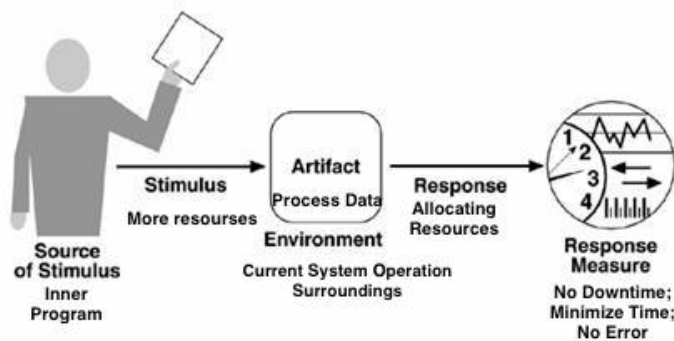 Source
of Stimulus
Inner
Program
Stimulus
More resourses
Artifact
Process Data
Environment
Current System Operation
Surroundings
Response
Allocating
Resources
1
2
3
4
Response
Measure
No Downtime;
Minimize Time;
No Error